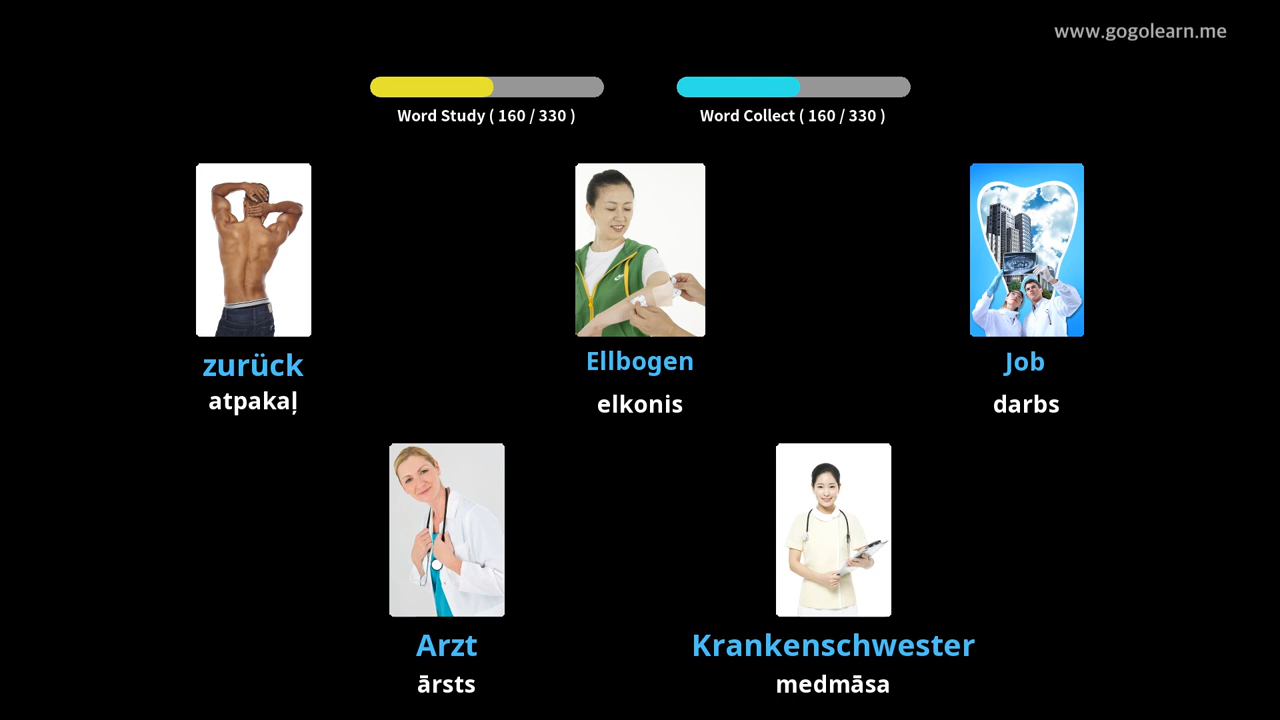 www.gogolearn.me
Word Study ( 160 / 330 )
Word Collect ( 160 / 330 )
zurück
atpakaļ
Ellbogen
elkonis
Job
darbs
Arzt
ārsts
Krankenschwester
medmāsa